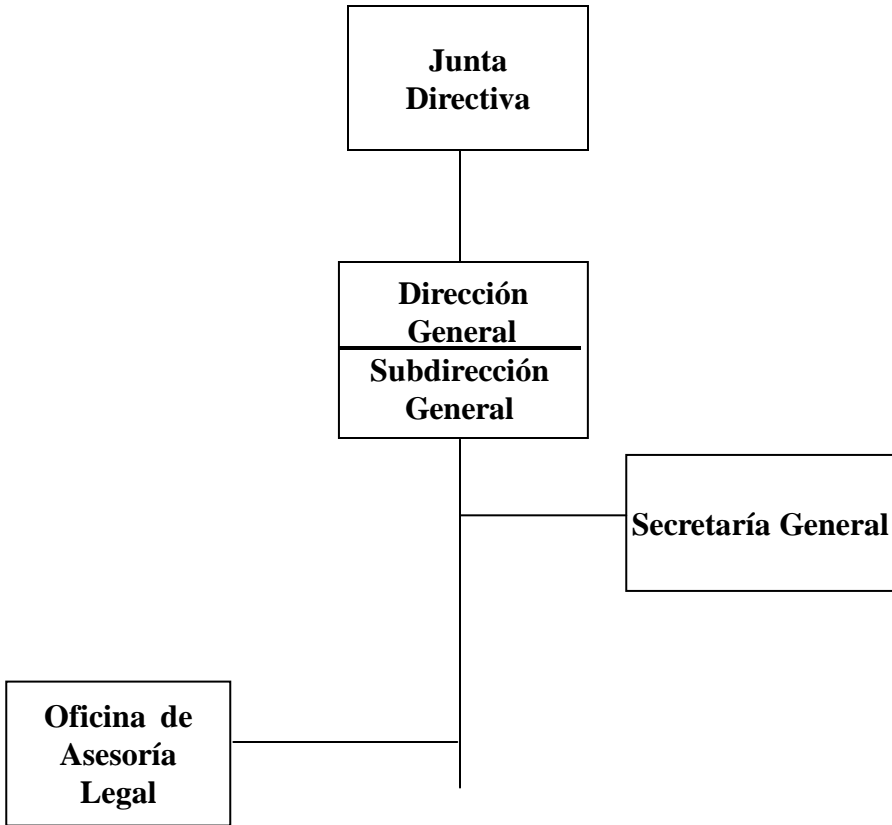 Junta
Directiva
Dirección
General
Subdirección
General
Secretaría General
Oficina de
Asesoría
Legal